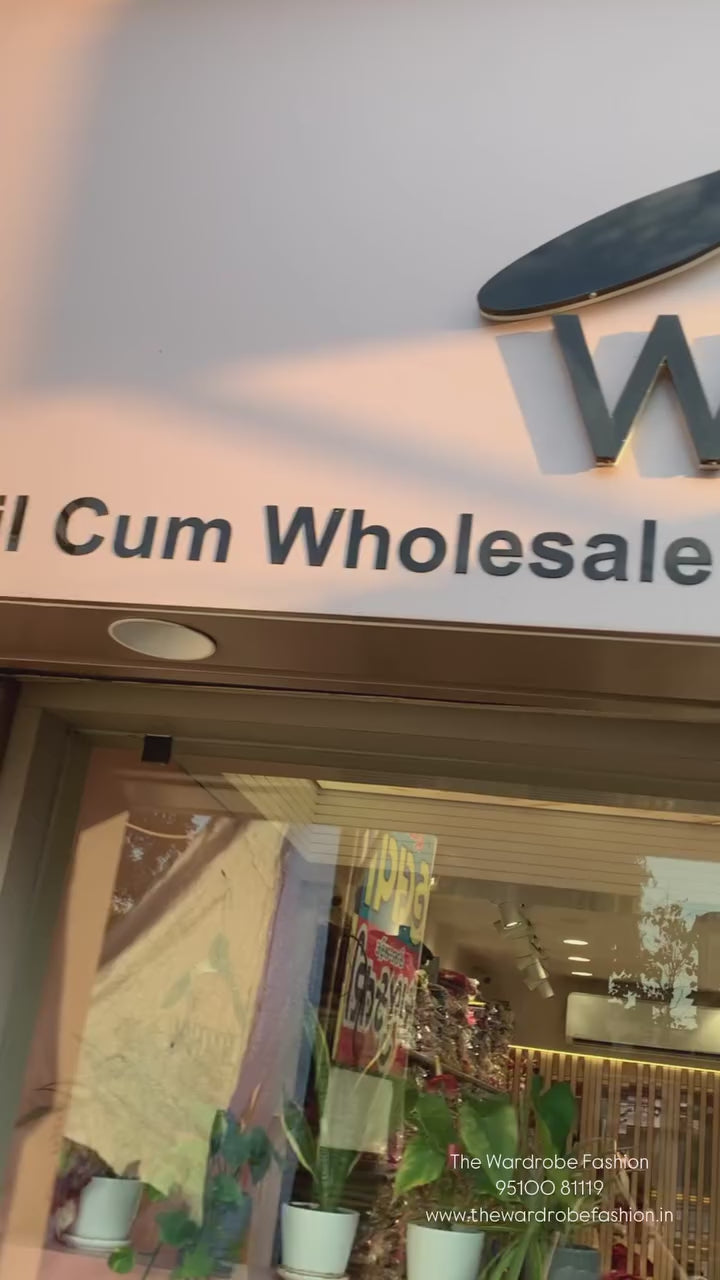 W
il Cum Wholesale
The Wardrobe Fashion
95100 81119
www.thewardrobefashion.in